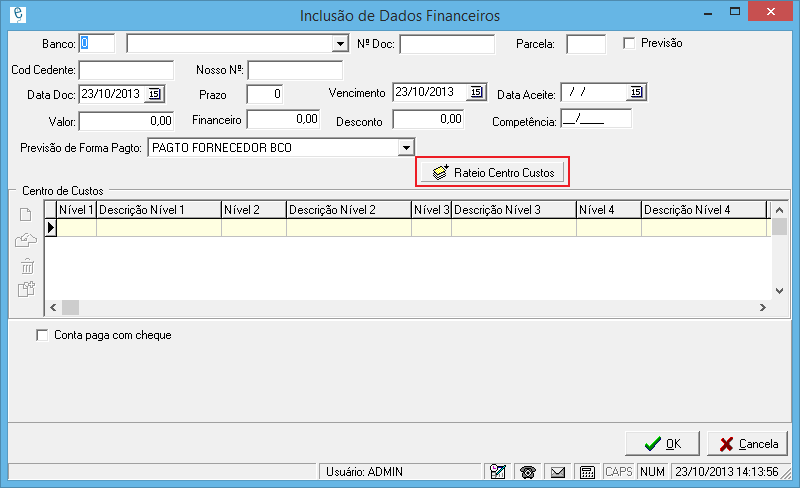 Inclusão de Dados Financeiros
Banco: 0 Nº Doc: Parcela: Previsão
Cod Cedente: Nosso Nº:
Data Doc: 23/10/2013 15 Prazo 0 Vencimento 23/10/2013 15 Data Aceite: / / 15
Valor: 0,00 Financeiro 0,00 Desconto 0,00 Competência: __/____
Previsão de Forma Pagto: PAGTO FORNECEDOR BCO
Rateio Centro Custos
Centro de Custos
Nível 1 Descrição Nível 1 Nível 2 Descrição Nível 2 Nível 3 Descrição Nível 3 Nível 4 Descrição Nível 4
Conta paga com cheque
OK Cancela
Usuário: ADMIN CAPS NUM 23/10/2013 14:13:56